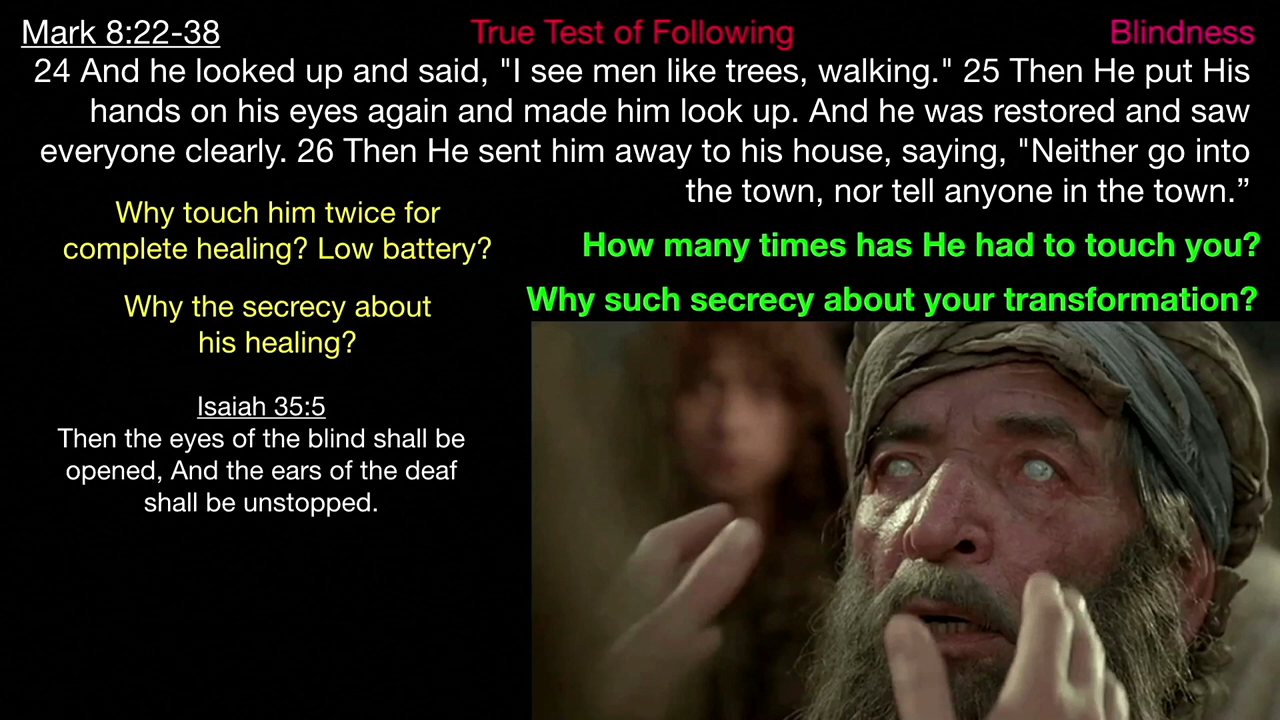 Mark 8:22-38
True Test of Following
Blindness
24 And he looked up and said, "I see men like trees, walking." 25 Then He put His
hands on his eyes again and made him look up. And he was restored and saw
everyone clearly. 26 Then He sent him away to his house, saying, "Neither go into
the town, nor tell anyone in the town.”
Why touch him twice for
complete healing? Low battery?
How many times has He had to touch you?
Why the secrecy about
his healing?
Why such secrecy about your transformation?
Isaiah 35:5
Then the eyes of the blind shall be
opened, And the ears of the deaf
shall be unstopped.